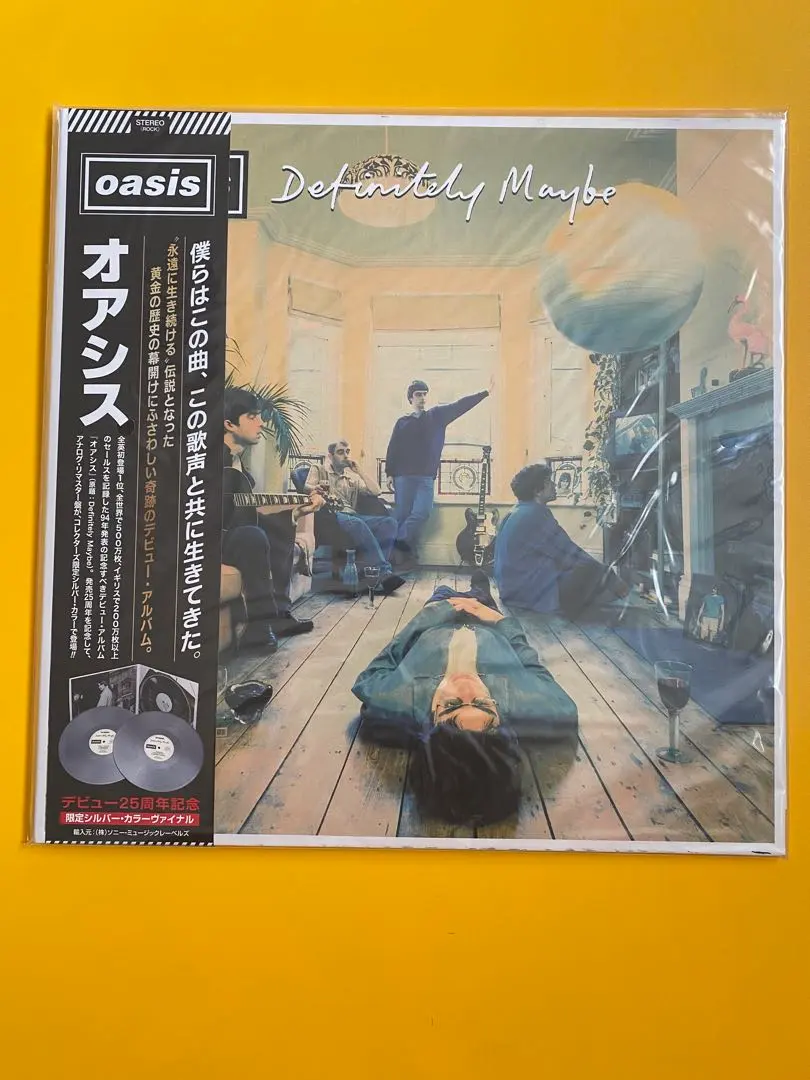 STEREO
(ROCK)
oasis
Definitely Maybe
オアシス
僕らはこの曲、この歌声と共に生きてきた。
“永遠に生き続ける”伝説となった
黄金の歴史の幕開けにふさわしい奇跡のデビュー・アルバム。
全英初登場1位、全世界で500万枚、イギリスで200万枚以上
のセールスを記録した94年発表の記念すべきデビュー・アルバム
『オアシス』(原題：Definitely Maybe)。発売25周年を記念して、
アナログ・リマスター盤が、コレクターズ限定シルバー・カラーで登場!!
デビュー25周年記念
限定シルバー・カラーヴァイナル
輸入元：(株)ソニー・ミュージックレーベルズ